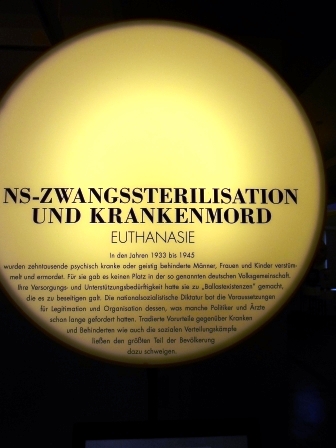 NS-ZWANGSSTERILISATION
UND KRANKENMORD
EUTHANASIE
In den Jahren 1933 bis 1945
wurden zehntausende psychisch kranke oder geistig behinderte Männer, Frauen und Kinder verstüm-
melt und ermordet. Für sie gab es keinen Platz in der so genannten deutschen Volksgemeinschaft.
Ihre Versorgungs- und Unterstützungsbedürftigkeit hatte sie zu „Ballastexistenzen" gemacht,
die es zu beseitigen galt. Die nationalsozialistische Diktatur bot die Voraussetzungen
für Legitimation und Organisation dessen, was manche Politiker und Ärzte
schon lange gefordert hatten. Tradierte Vorurteile gegenüber Kranken
und Behinderten wie auch die sozialen Verteilungskämpfe
ließen den größten Teil der Bevölkerung
dazu schweigen.